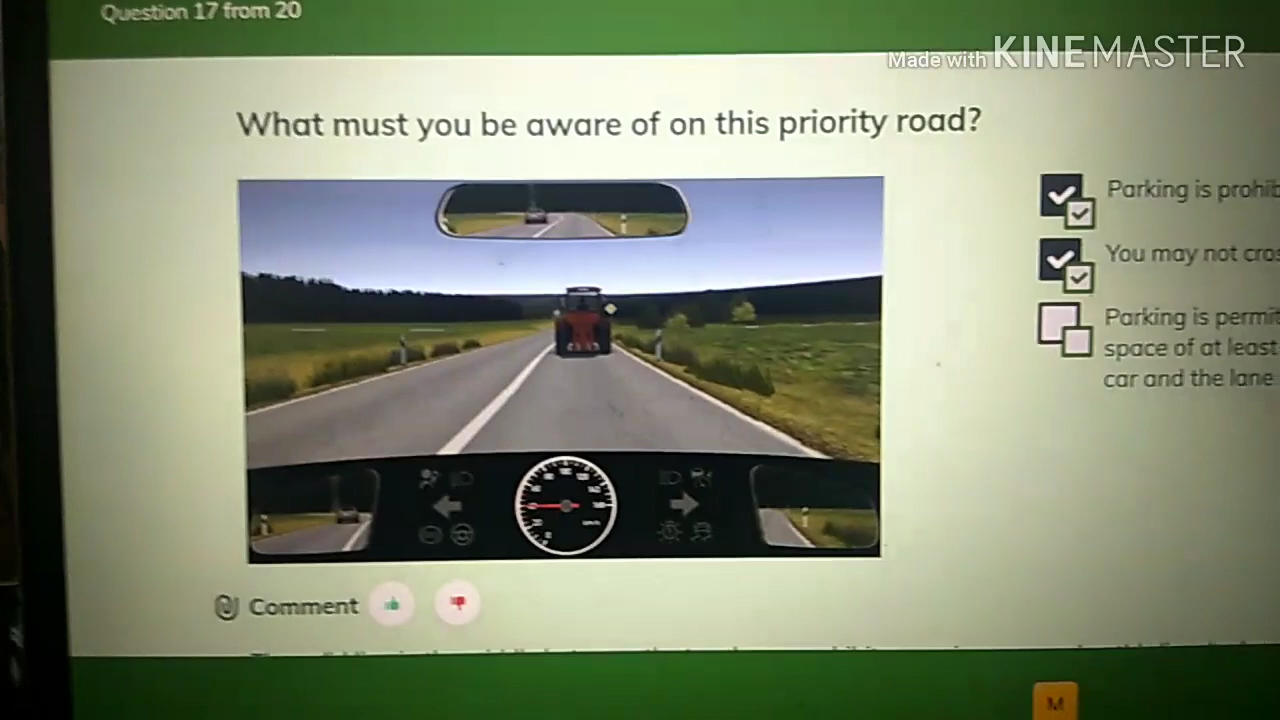 Question 17 from 20
Made with KINEMASTER
What must you be aware of on this priority road?
Parking is prohib
You may not cros
Parking is permit
space of at least
car and the lane
Comment
M